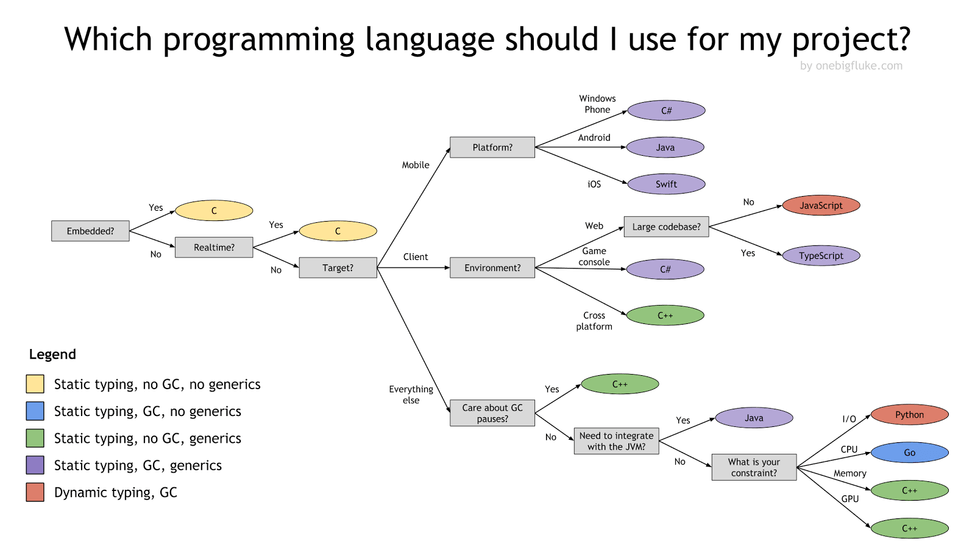 Which programming language should I use for my project?
by onebigfluke.com
Embedded?
Yes
C
No
Realtime?
Yes
C
No
Target?
Mobile
Platform?
Windows
Phone
C#
Android
Java
iOS
Swift
Client
Environment?
Web
Large codebase?
No
JavaScript
Yes
TypeScript
Game
console
C#
Cross
platform
C++
Everything
else
Care about GC
pauses?
Yes
C++
No
Need to integrate
with the JVM?
Yes
Java
No
What is your
constraint?
I/O
Python
CPU
Go
Memory
C++
GPU
C++
Legend
Static typing, no GC, no generics
Static typing, GC, no generics
Static typing, no GC, generics
Static typing, GC, generics
Dynamic typing, GC